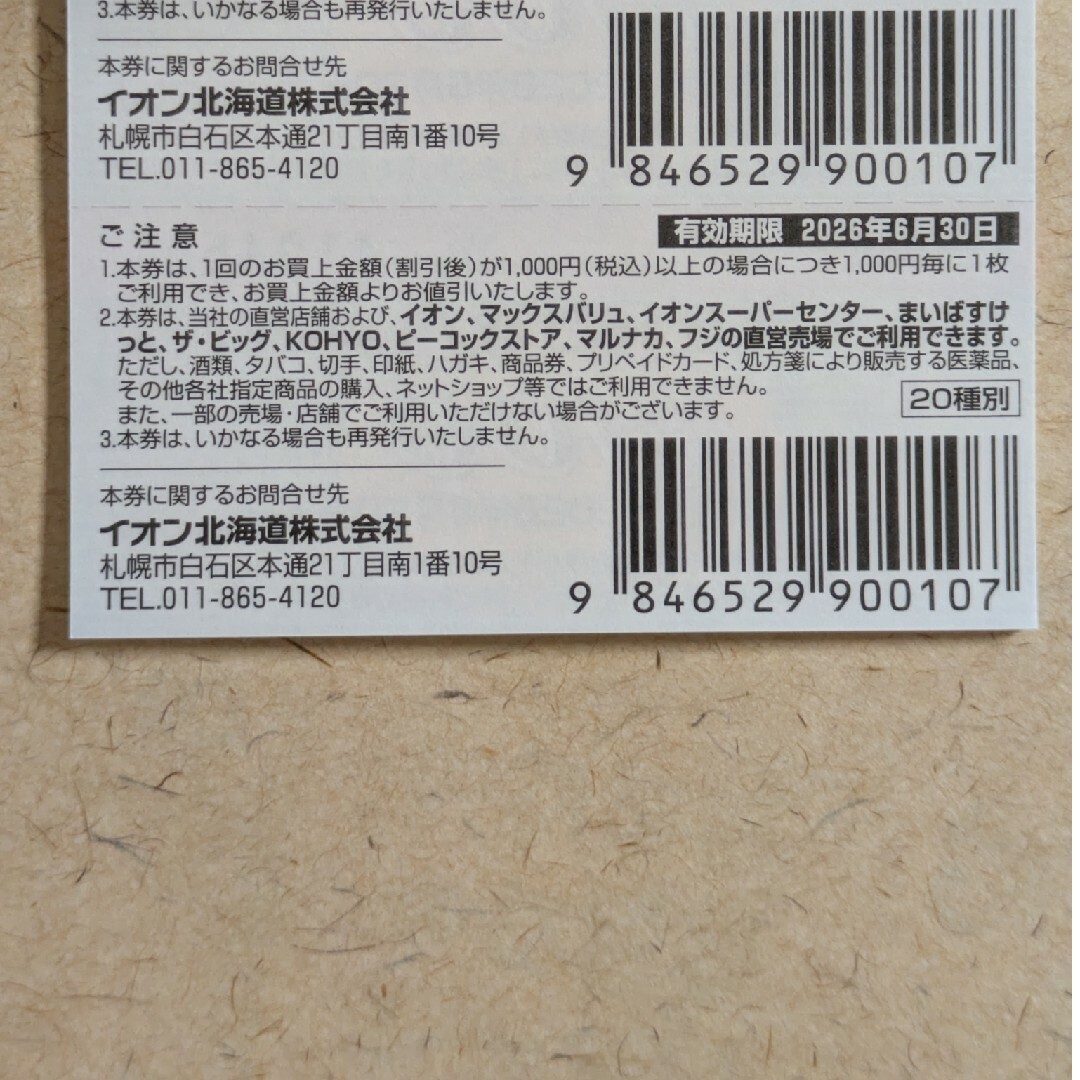 3.本券は、いかなる場合も再発行いたしません。
本券に関するお問合せ先
イオン北海道株式会社
札幌市白石区本通21丁目南1番10号
TEL.011-865-4120
9 846529 900107
ご注意
有効期限 2026年6月30日
1.本券は、1回のお買上金額(割引後)が1,000円(税込)以上の場合につき1,000円毎に1枚
ご利用でき、お買上金額よりお値引いたします。
2.本券は、当社の直営店舗および、イオン、マックスバリュ、イオンスーパーセンター、まいばすけ
っと、ザ・ビッグ、KOHYO、ピーコックストア、マルナカ、フジの直営売場でご利用できます。
ただし、酒類、タバコ、切手、印紙、ハガキ、商品券、プリペイドカード、処方箋により販売する医薬品、
その他各社指定商品の購入、ネットショップ等ではご利用できません。
また、一部の売場・店舗でご利用いただけない場合がございます。
20種別
3.本券は、いかなる場合も再発行いたしません。
本券に関するお問合せ先
イオン北海道株式会社
札幌市白石区本通21丁目南1番10号
TEL.011-865-4120
9 846529 900107